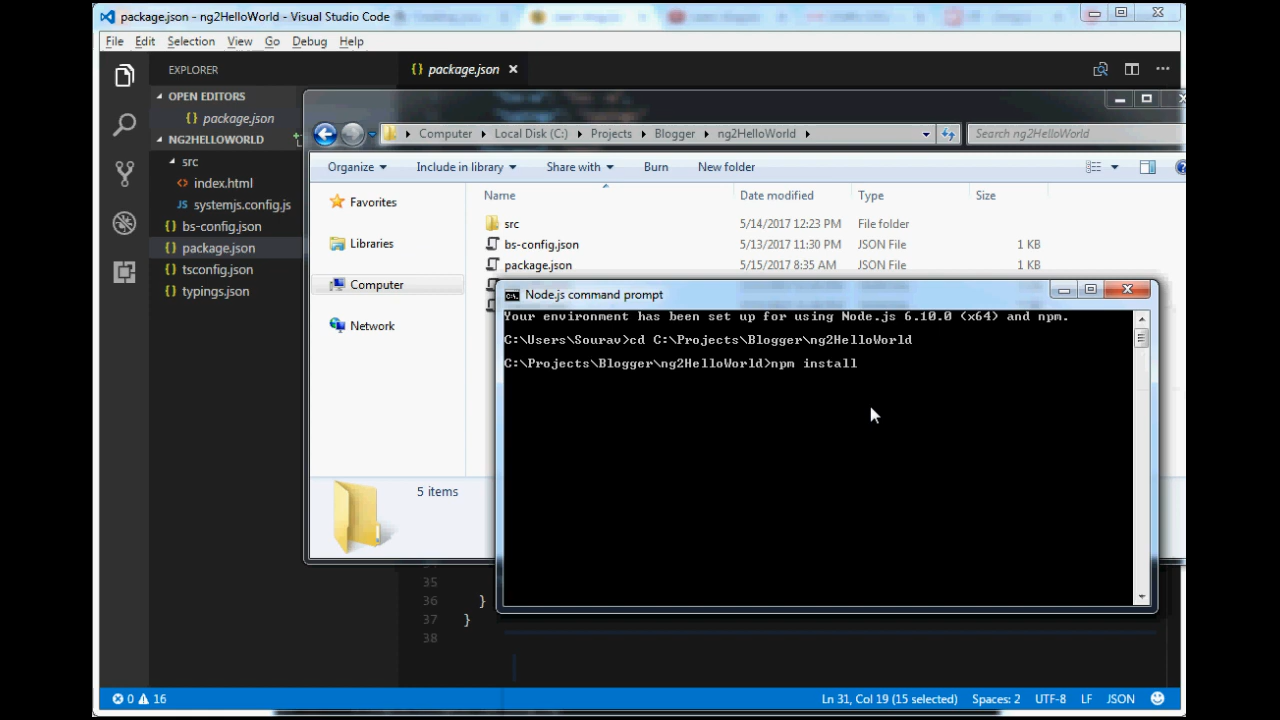 package.json - ng2HelloWorld - Visual Studio Code
File Edit Selection View Go Debug Help
EXPLORER
{} package.json
OPEN EDITORS
{} package.json
NG2HELLOWORLD
src
<> index.html
JS systemjs.config.js
{} bs-config.json
{} package.json
{} tsconfig.json
{} typings.json
Computer Local Disk (C:) Projects Blogger ng2HelloWorld
Search ng2HelloWorld
Organize Include in library Share with Burn New folder
Favorites
Libraries
Computer
Network
Name Date modified Type Size
src 5/14/2017 12:23 PM File folder
bs-config.json 5/13/2017 11:30 PM JSON File 1 KB
package.json 5/15/2017 8:35 AM JSON File 1 KB
5 items
Node.js command prompt
Your environment has been set up for using Node.js 6.10.0 (x64) and npm.
C:\Users\Sourav>cd C:\Projects\Blogger\ng2HelloWorld
C:\Projects\Blogger\ng2HelloWorld>npm install
35
36 }
37 }
38
0 16 Ln 31, Col 19 (15 selected) Spaces: 2 UTF-8 LF JSON